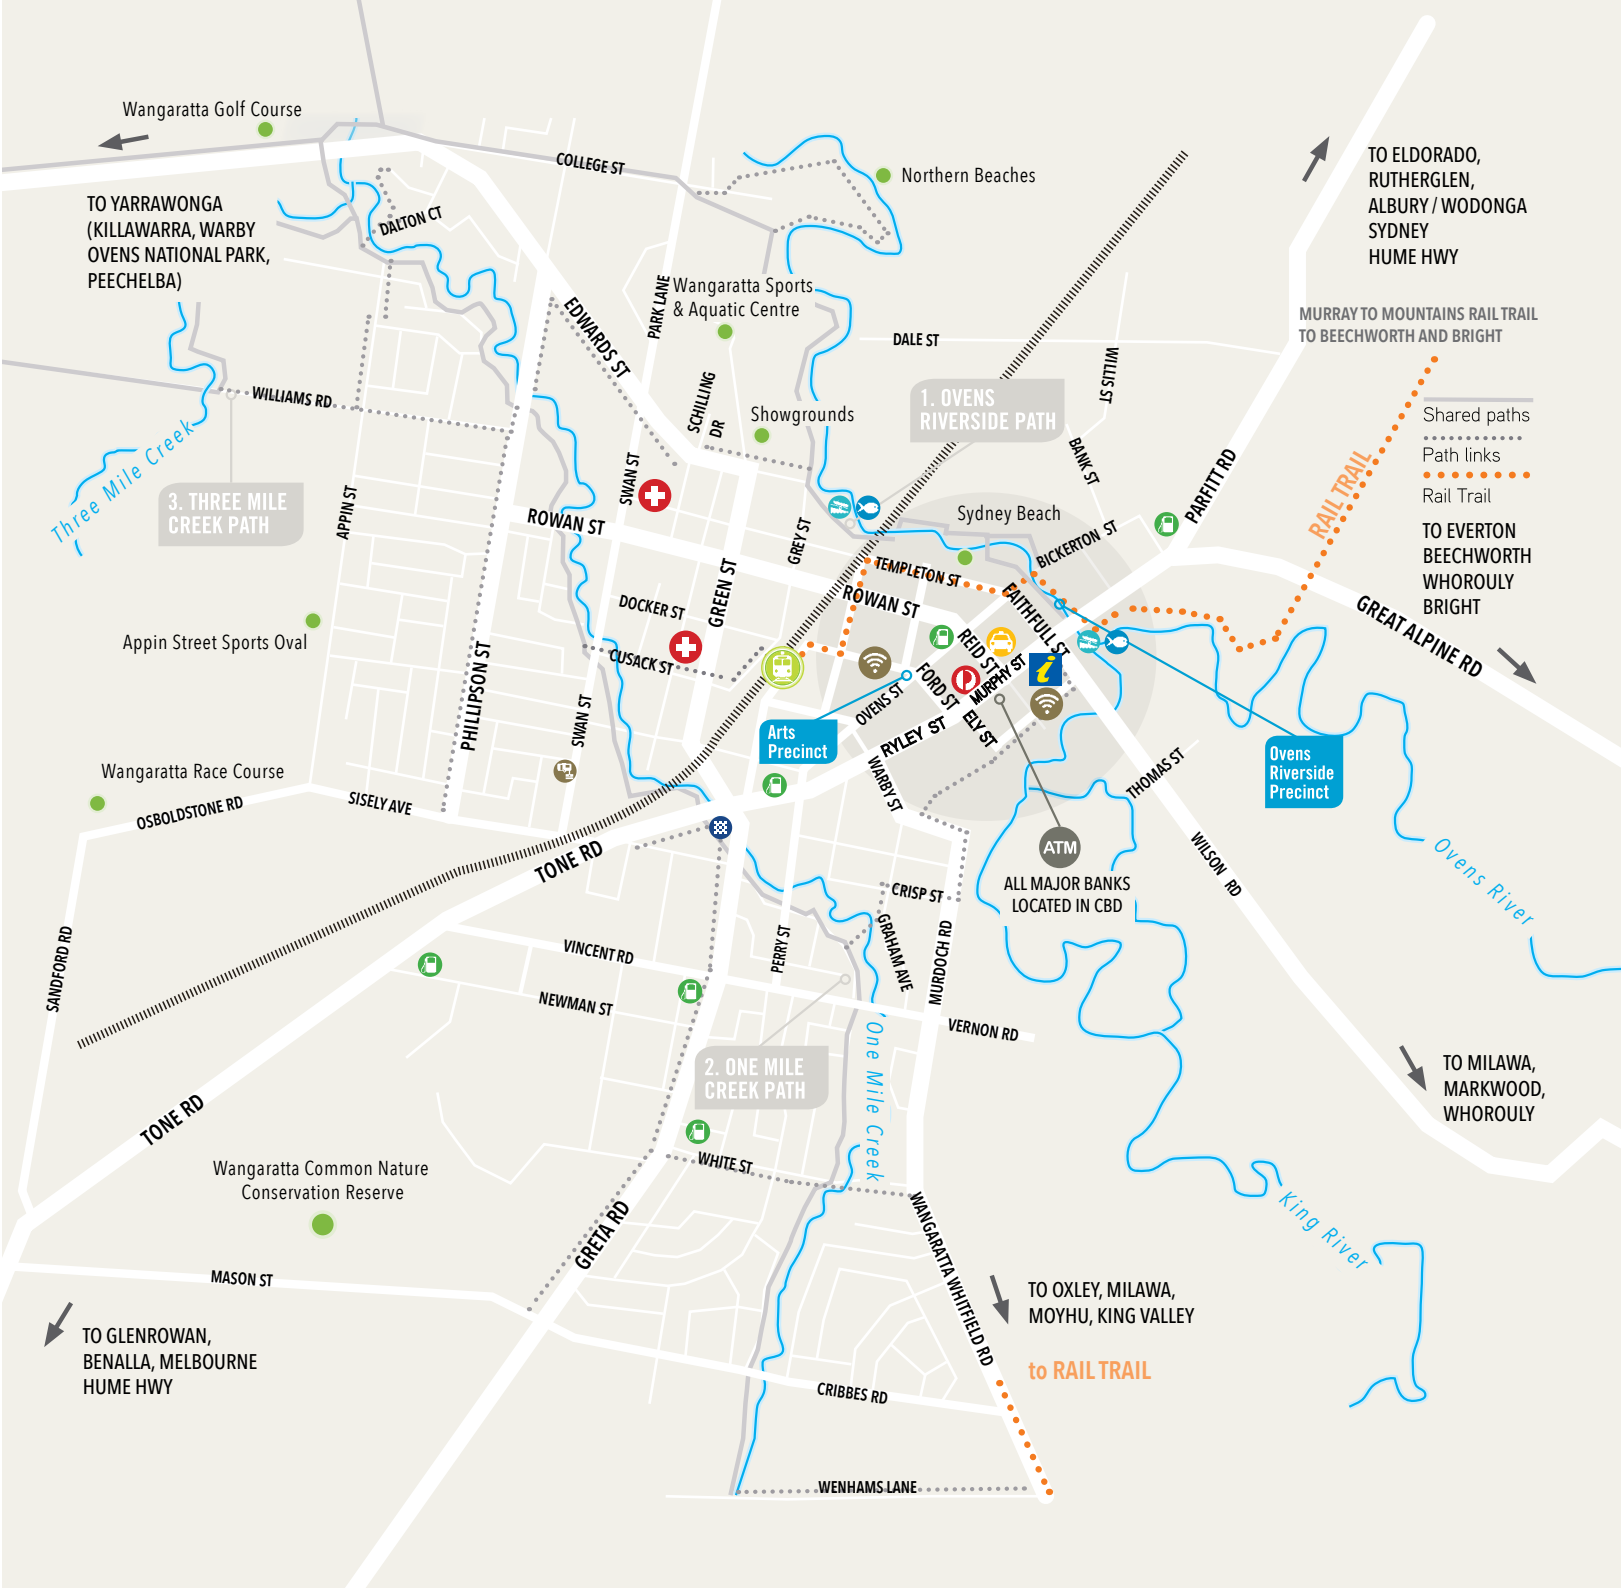 Wangaratta Golf Course
TO YARRAWONGA
(KILLAWARRA, WARBY
OVENS NATIONAL PARK,
PEECHELBA)
DALTON CT
COLLEGE ST
Northern Beaches
TO ELDORADO,
RUTHERGLEN,
ALBURY / WODONGA
SYDNEY
HUME HWY
MURRAY TO MOUNTAINS RAIL TRAIL
TO BEECHWORTH AND BRIGHT
Shared paths
Path links
Rail Trail
TO EVERTON
BEECHWORTH
WHOROULY
BRIGHT
RAIL TRAIL
Wangaratta Sports
& Aquatic Centre
PARK LANE
EDWARDS ST
DALE ST
WILLIS ST
SCHILLING
DR
Showgrounds
1. OVENS
RIVERSIDE PATH
BANK ST
PARFITT RD
WILLIAMS RD
Three Mile Creek
3. THREE MILE
CREEK PATH
APPIN ST
SWAN ST
ROWAN ST
GREY ST
Sydney Beach
BICKERTON ST
TEMPLETON ST
ROWAN ST
FAITHFULL ST
GREEN ST
DOCKER ST
CUSACK ST
GREAT ALPINE RD
REID ST
MURPHY ST
FORD ST
OVENS ST
ELY ST
RYLEY ST
WARBY ST
Appin Street Sports Oval
PHILLIPSON ST
SWAN ST
P
i
Arts
Precinct
Ovens
Riverside
Precinct
THOMAS ST
Wangaratta Race Course
OSBOLDSTONE RD
SISELY AVE
TONE RD
ATM
ALL MAJOR BANKS
LOCATED IN CBD
WILSON RD
Ovens River
CRISP ST
GRAHAM AVE
MURDOCH RD
SANDFORD RD
VINCENT RD
PERRY ST
NEWMAN ST
VERNON RD
2. ONE MILE
CREEK PATH
One Mile Creek
TO MILAWA,
MARKWOOD,
WHOROULY
TONE RD
WHITE ST
Wangaratta Common Nature
Conservation Reserve
GRETA RD
WANGARATTA WHITFIELD RD
King River
MASON ST
TO OXLEY, MILAWA,
MOYHU, KING VALLEY
to RAIL TRAIL
TO GLENROWAN,
BENALLA, MELBOURNE
HUME HWY
CRIBBES RD
WENHAMS LANE